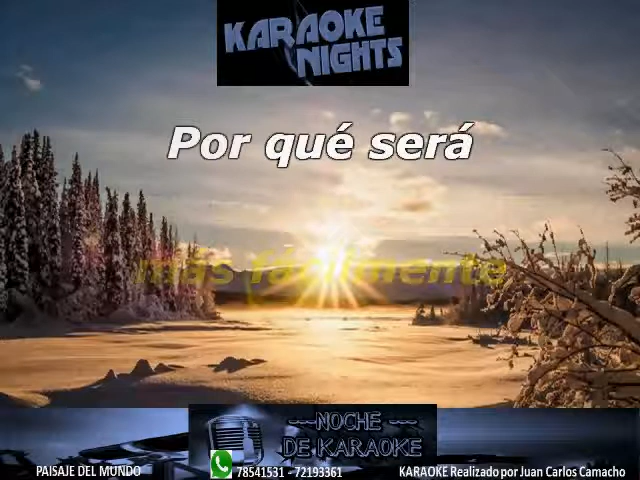 KARAOKE
NIGHTS
Por qué será
más fácilmente
---NOCHE ---
DE KARAOKE
PAISAJE DEL MUNDO
78541531 - 72193361
KARAOKE Realizado por Juan Carlos Camacho